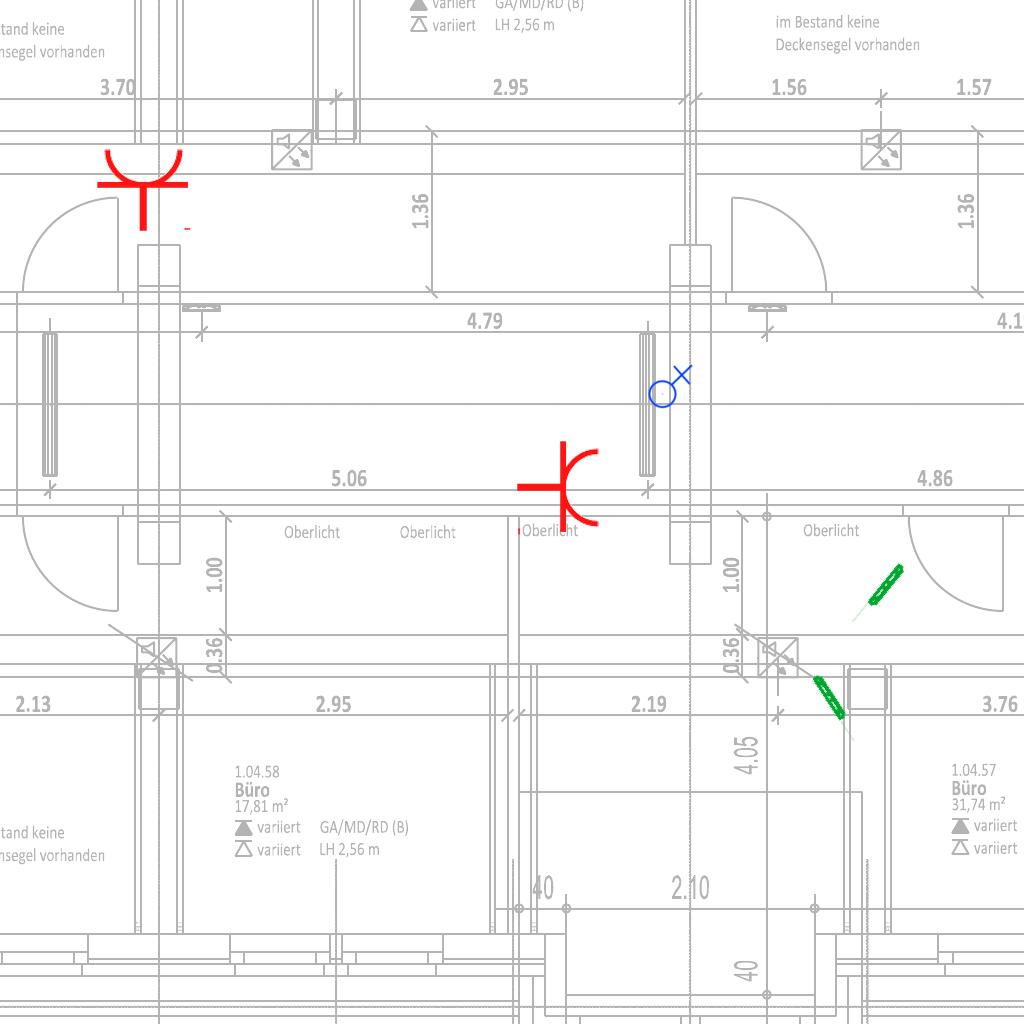 variiert GA/MD/RD (B)
variiert LH 2,56 m
tand keine
nsegel vorhanden
im Bestand keine
Deckensegel vorhanden
3.70
2.95
1.56
1.57
1.36
1.36
4.79
4.1
5.06
4.86
Oberlicht
Oberlicht
Oberlicht
Oberlicht
1.00
0.36
1.00
0.36
2.13
2.95
2.19
3.76
4.05
1.04.58
Büro
17,81 m²
variiert GA/MD/RD (B)
variiert LH 2,56 m
1.04.57
Büro
31,74 m²
variiert
variiert
tand keine
nsegel vorhanden
40
2.10
40